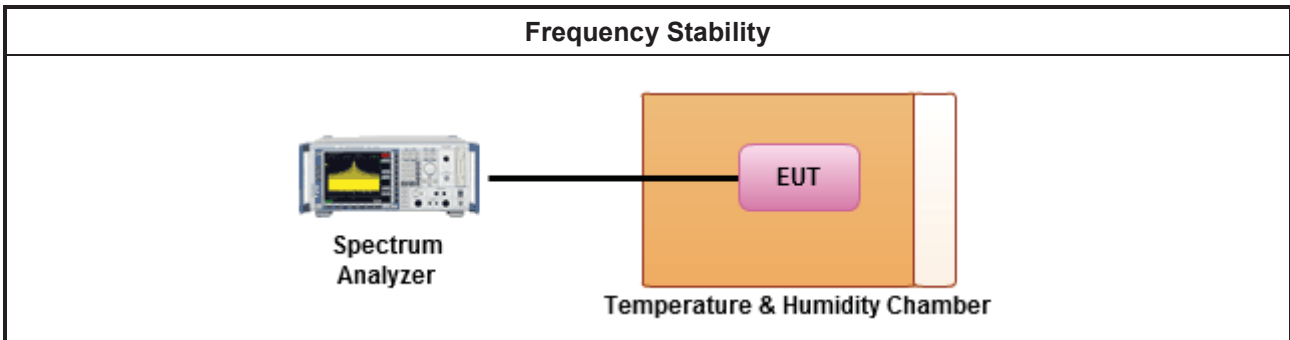 Frequency Stability
EUT
Spectrum
Analyzer
Temperature & Humidity Chamber